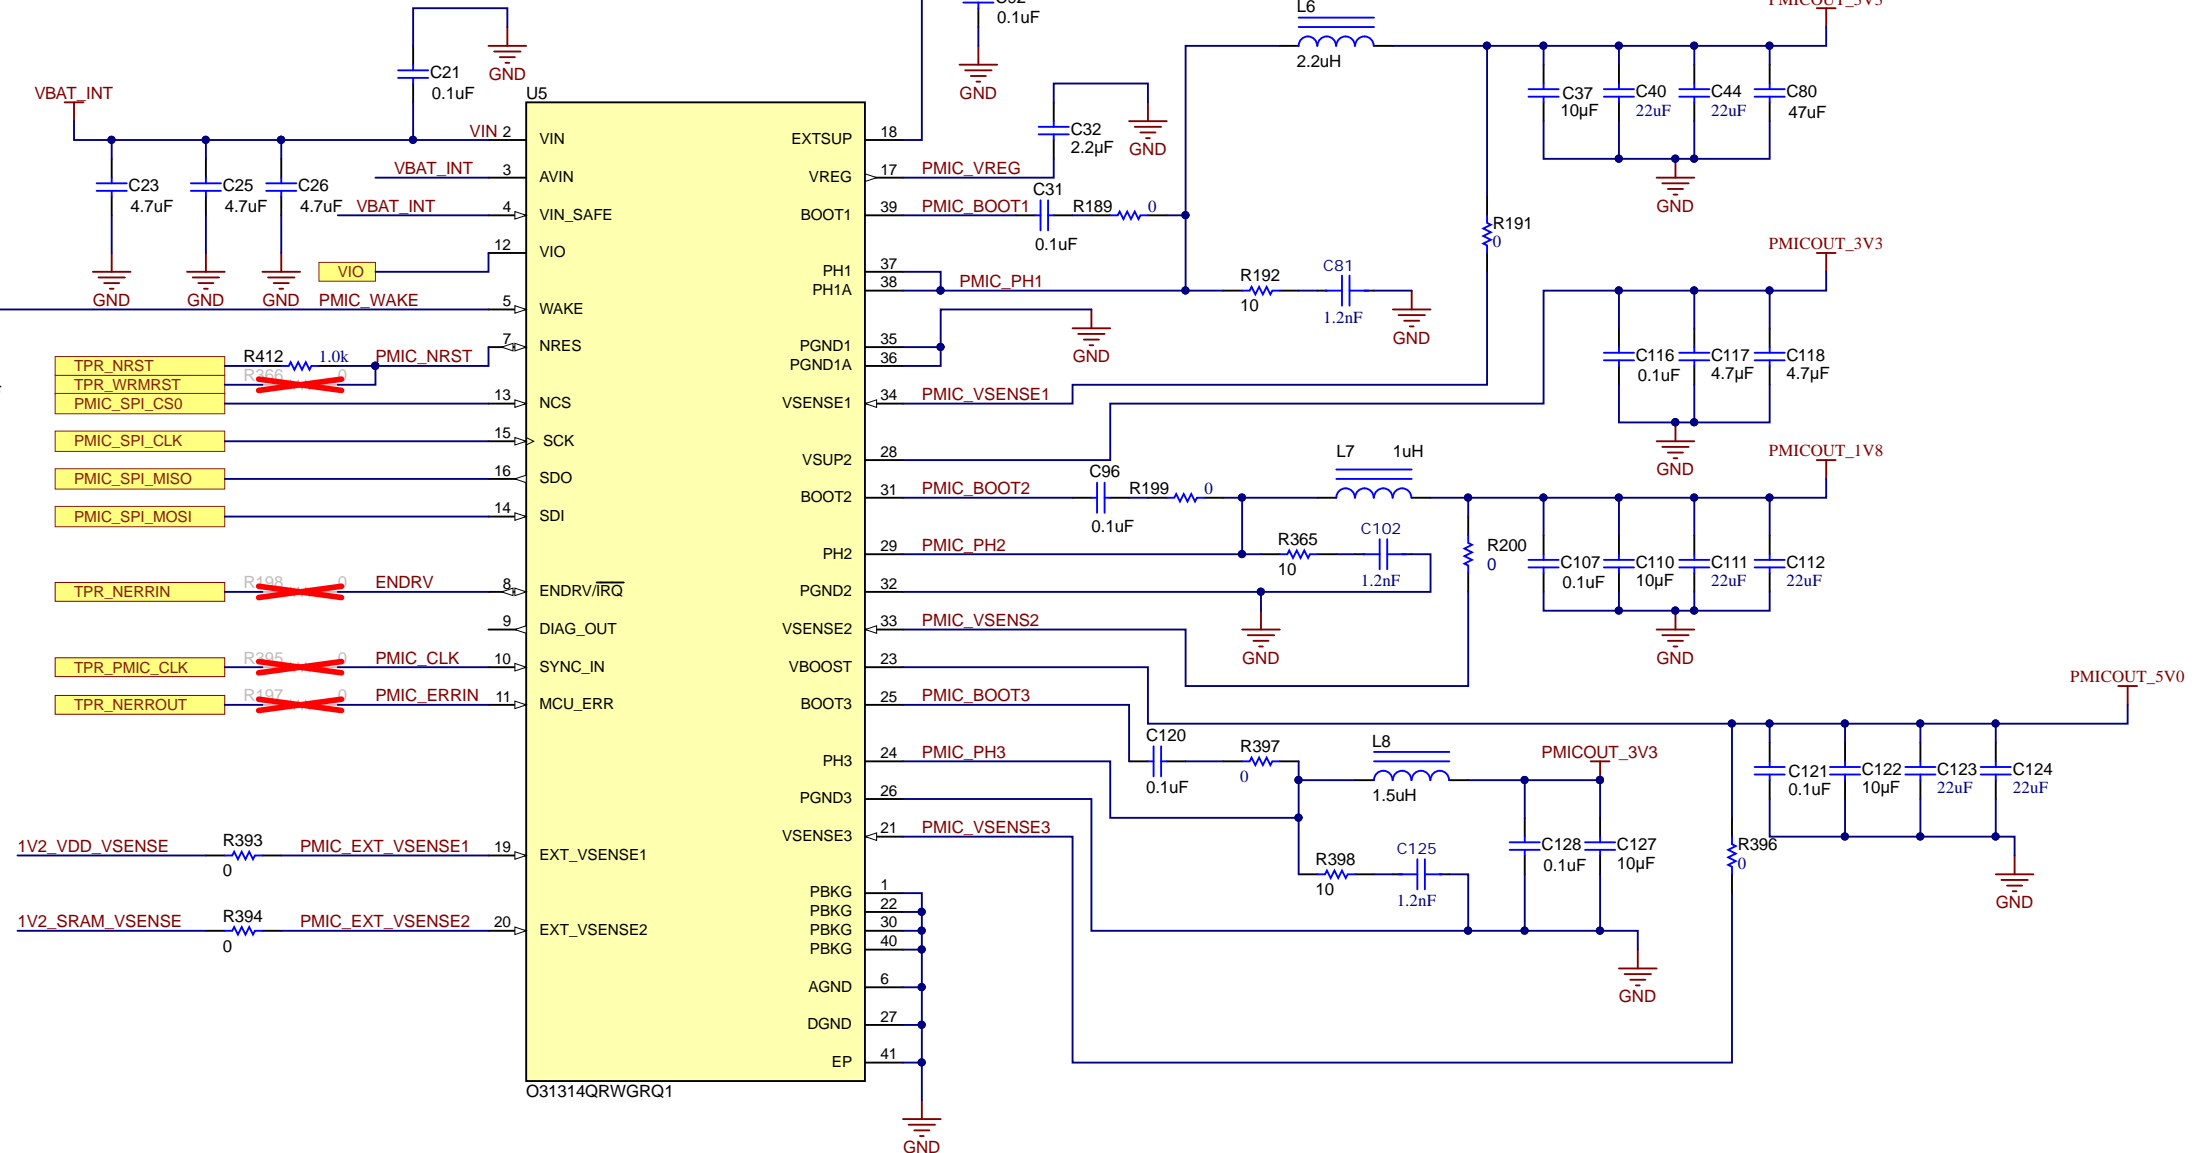 C21
0.1uF
GND
VBAT_INT
C23
4.7uF
C25
4.7uF
C26
4.7uF
GND
GND
GND
VIN 2
VBAT_INT 3
VBAT_INT 4
12
VIO
PMIC_WAKE 5
TPR_NRST
R412 1.0k PMIC_NRST 7
TPR_WRMRST
R366 0
PMIC_SPI_CS0 13
PMIC_SPI_CLK 15
PMIC_SPI_MISO 16
PMIC_SPI_MOSI 14
TPR_NERRIN R198 0 ENDRV 8
9
TPR_PMIC_CLK R395 0 PMIC_CLK 10
TPR_NERROUT R197 0 PMIC_ERRIN 11
1V2_VDD_VSENSE R393 PMIC_EXT_VSENSE1 19
0
1V2_SRAM_VSENSE R394 PMIC_EXT_VSENSE2 20
0
U5
VIN
AVIN
VIN_SAFE
VIO
WAKE
NRES
NCS
SCK
SDO
SDI
ENDRV/IRQ
DIAG_OUT
SYNC_IN
MCU_ERR
EXT_VSENSE1
EXT_VSENSE2
EXTSUP 18
VREG 17 PMIC_VREG
BOOT1 39 PMIC_BOOT1
PH1 37
PH1A 38 PMIC_PH1
PGND1 35
PGND1A 36
VSENSE1 34 PMIC_VSENSE1
VSUP2 28
BOOT2 31 PMIC_BOOT2
PH2 29 PMIC_PH2
PGND2 32
VSENSE2 33 PMIC_VSENS2
VBOOST 23
BOOT3 25 PMIC_BOOT3
PH3 24 PMIC_PH3
PGND3 26
VSENSE3 21 PMIC_VSENSE3
PBKG 1
PBKG 22
PBKG 30
PBKG 40
AGND 6
DGND 27
EP 41
O31314QRWGRQ1
GND
0.1uF
GND
C32
2.2µF
GND
C31
0.1uF
R189 0
L6
2.2uH
R192
10
C81
1.2nF
GND
GND
R191
0
C37
10µF
C40
22uF
C44
22uF
C80
47uF
GND
PMICOUT_3V3
C116
0.1uF
C117
4.7µF
C118
4.7µF
GND
PMICOUT_1V8
L7 1uH
C96
0.1uF
R199 0
R365
10
C102
1.2nF
GND
R200
0
C107
0.1uF
C110
10µF
C111
22uF
C112
22uF
GND
PMICOUT_5V0
C120
0.1uF
R397
0
L8
1.5uH
PMICOUT_3V3
R398
10
C125
1.2nF
C128
0.1uF
C127
10µF
GND
R396
0
C121
0.1uF
C122
10µF
C123
22uF
C124
22uF
GND